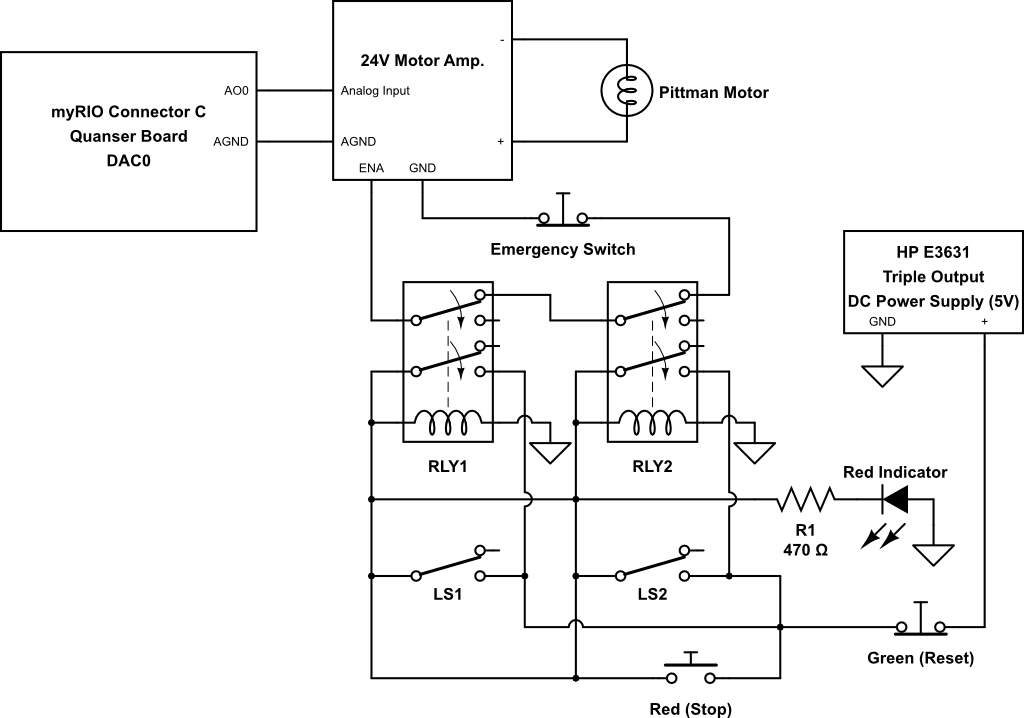 24V Motor Amp.
AO0
Analog Input
-
myRIO Connector C
Quanser Board
DAC0
Pittman Motor
AGND
AGND
+
ENA
GND
Emergency Switch
HP E3631
Triple Output
DC Power Supply (5V)
GND
+
RLY1
RLY2
Red Indicator
R1
470 Ω
LS1
LS2
Green (Reset)
Red (Stop)